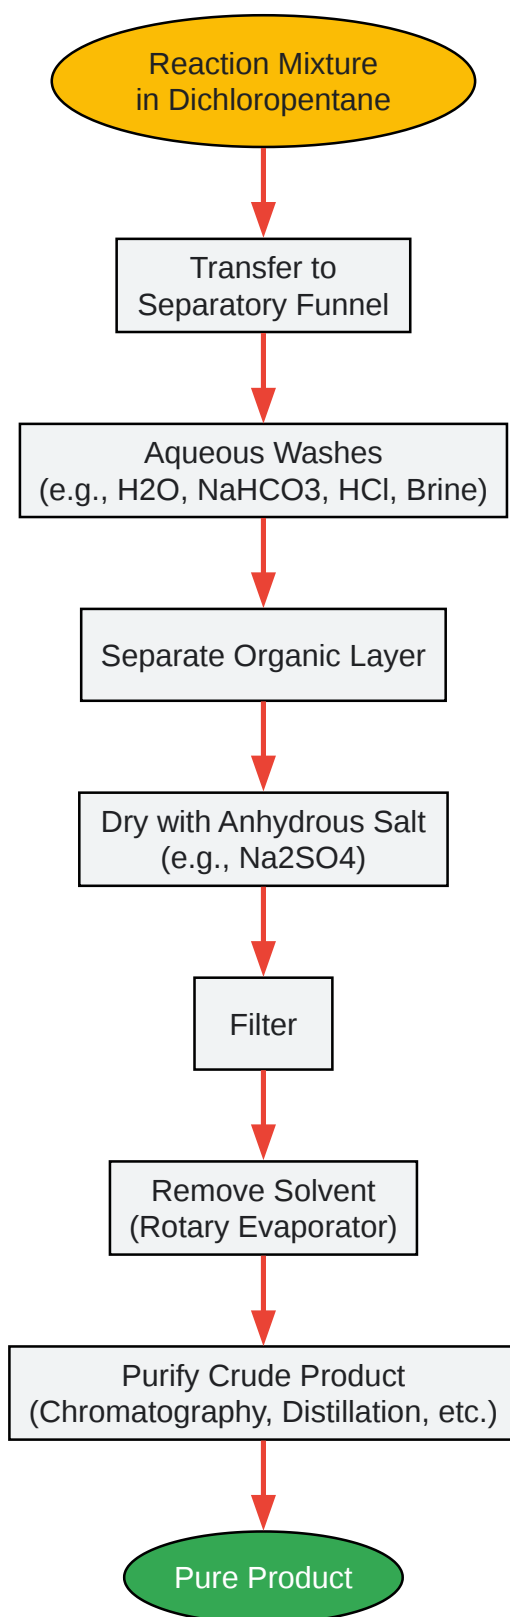 Reaction Mixture
in Dichloropentane
Transfer to
Separatory Funnel
Aqueous Washes
(e.g., H2O, NaHCO3, HCl, Brine)
Separate Organic Layer
Dry with Anhydrous Salt
(e.g., Na2SO4)
Filter
Remove Solvent
(Rotary Evaporator)
Purify Crude Product
(Chromatography, Distillation, etc.)
Pure Product